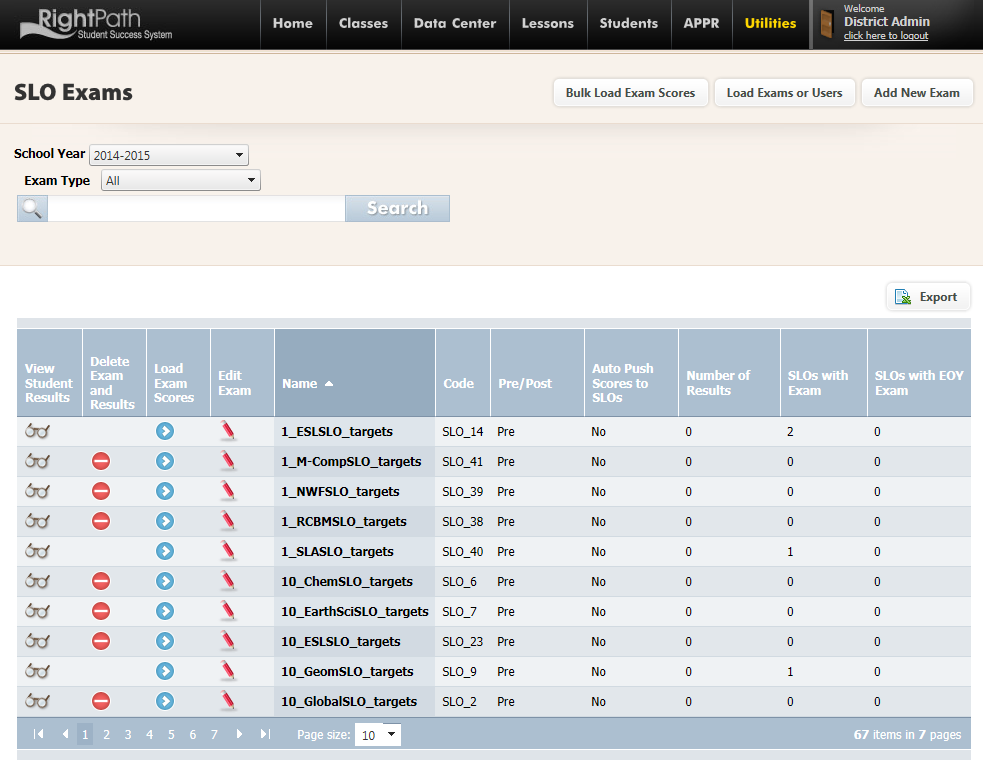 RightPath
Student Success System
Home Classes Data Center Lessons Students APPR Utilities
Welcome
District Admin
click here to logout
SLO Exams
Bulk Load Exam Scores Load Exams or Users Add New Exam
School Year 2014-2015
Exam Type All
Search
Export
View Student Results Delete Exam and Results Load Exam Scores Edit Exam Name Code Pre/Post Auto Push Scores to SLOs Number of Results SLOs with Exam SLOs with EOY Exam
1_ESLSLO_targets SLO_14 Pre No 0 2 0
1_M-CompSLO_targets SLO_41 Pre No 0 0 0
1_NWFSLO_targets SLO_39 Pre No 0 0 0
1_RCBMSLO_targets SLO_38 Pre No 0 0 0
1_SLASLO_targets SLO_40 Pre No 0 1 0
10_ChemSLO_targets SLO_6 Pre No 0 0 0
10_EarthSciSLO_targets SLO_7 Pre No 0 0 0
10_ESLSLO_targets SLO_23 Pre No 0 0 0
10_GeomSLO_targets SLO_9 Pre No 0 1 0
10_GlobalSLO_targets SLO_2 Pre No 0 0 0
1 2 3 4 5 6 7 Page size: 10 67 items in 7 pages